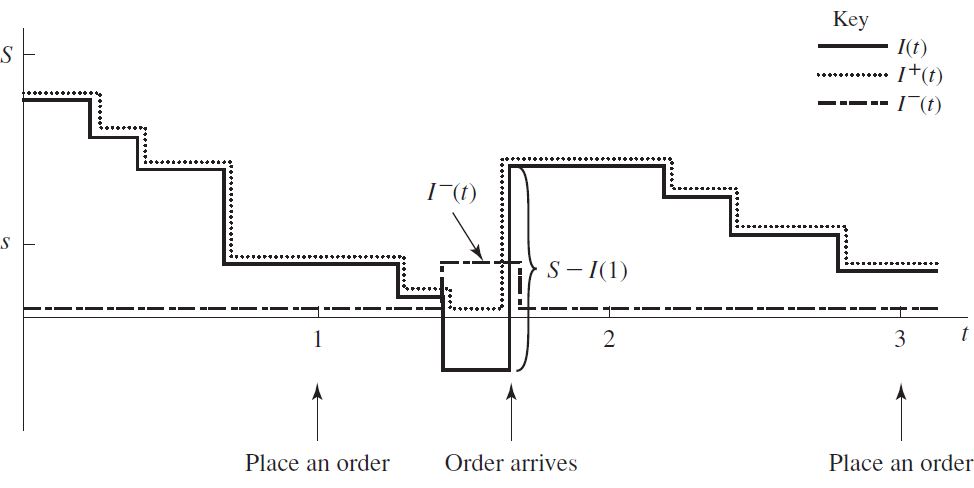 Key
I(t)
I⁺(t)
I⁻(t)
S
I⁻(t)
s
S – I(1)
1
2
3
t
Place an order
Order arrives
Place an order